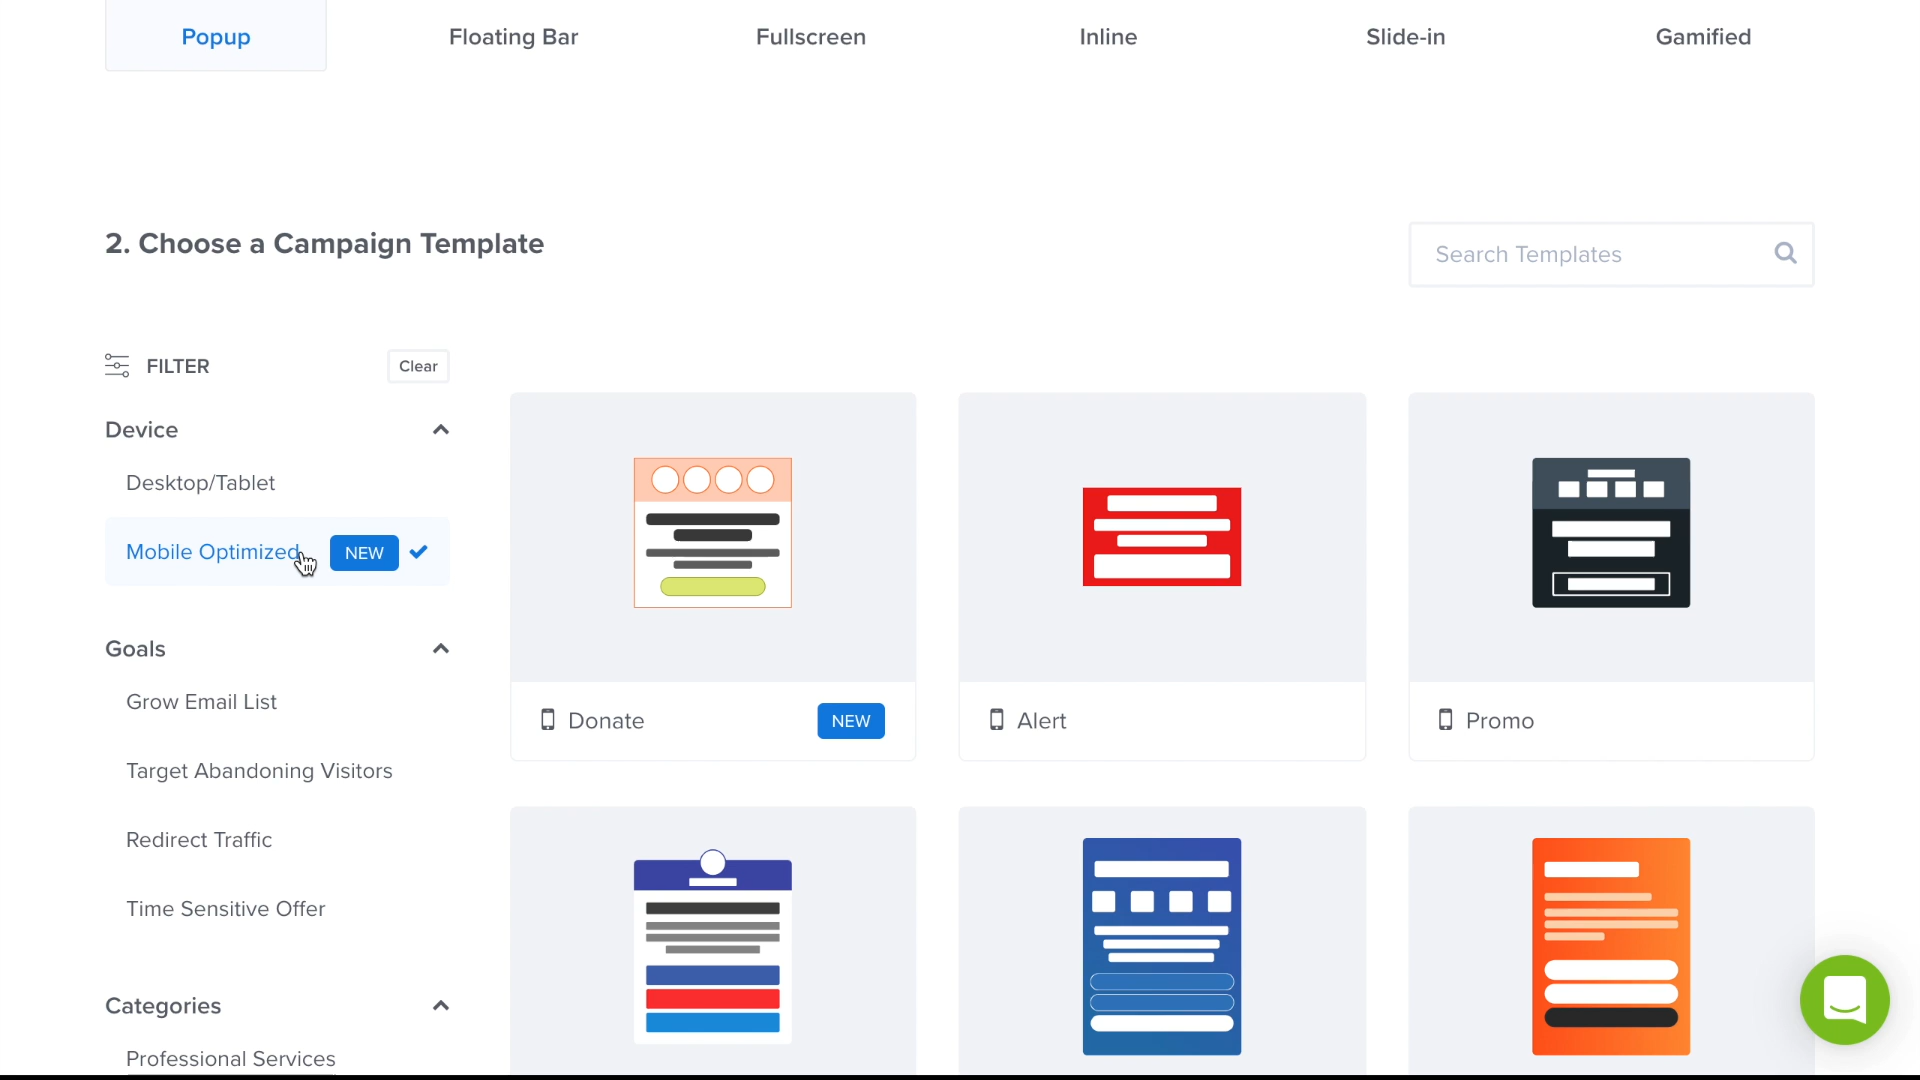 Popup
Floating Bar
Fullscreen
Inline
Slide-in
Gamified
2. Choose a Campaign Template
Search Templates
FILTER
Clear
Device
Desktop/Tablet
Mobile Optimized NEW
Goals
Grow Email List
Target Abandoning Visitors
Redirect Traffic
Time Sensitive Offer
Categories
Professional Services
Donate NEW
Alert
Promo